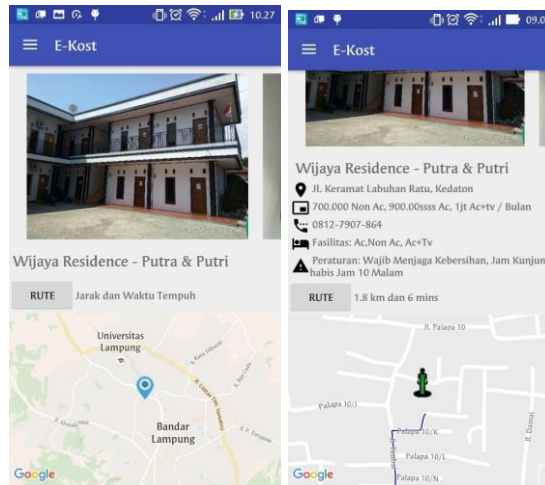 10.27
E-Kost
Wijaya Residence - Putra & Putri
RUTE
Jarak dan Waktu Tempuh
Universitas
Lampung
Bandar
Lampung
Google
09.0
E-Kost
Wijaya Residence - Putra & Putri
Jl. Keramat Labuhan Ratu, Kedaton
700.000 Non Ac, 900.00ssss Ac, 1jt Ac+tv / Bulan
0812-7907-864
Fasilitas: Ac,Non Ac, Ac+Tv
Peraturan: Wajib Menjaga Kebersihan, Jam Kunjun
habis Jam 10 Malam
RUTE
1.8 km dan 6 mins
Jl. Palapa 10
Palapa 10/J
Palapa 10/K
Jl. Damai
Palapa 10/L
Palapa 10/N
Google